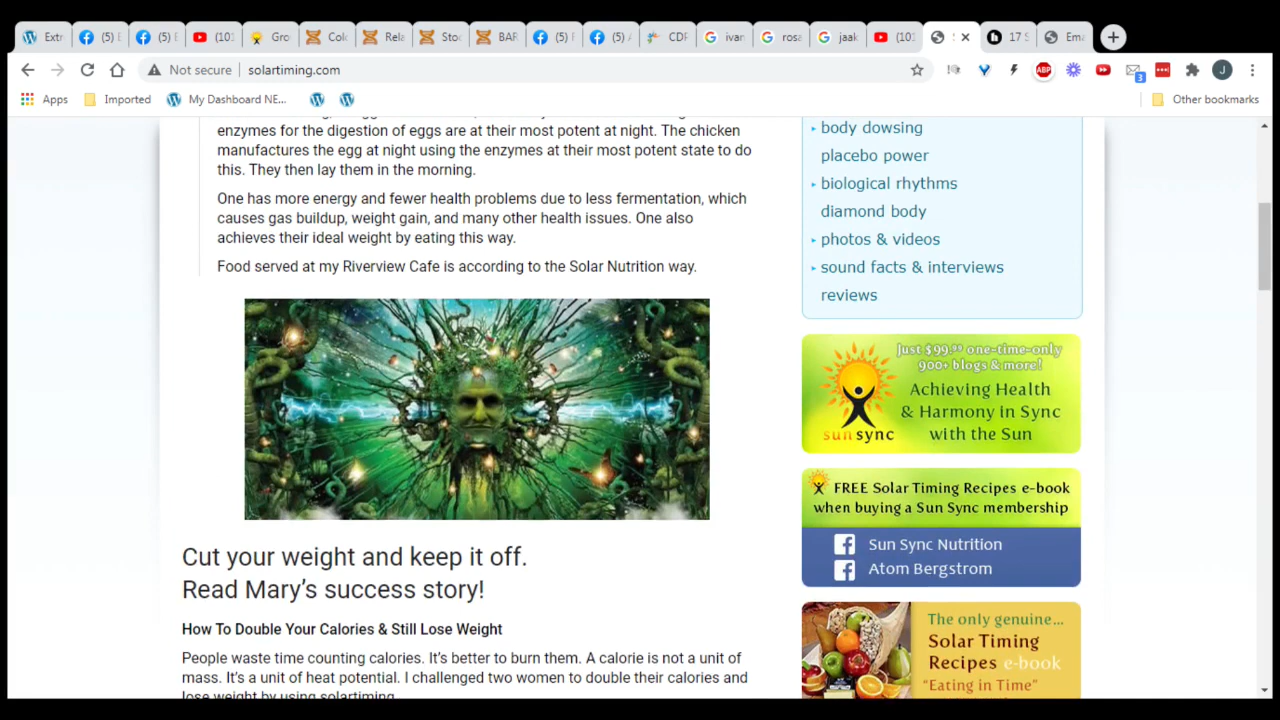 Extr
(5) E
(5) E
(101
Gro
Colo
Rela
Stoc
BAR
(5) F
(5) A
CDP
ivan
rosa
jaak
(101
S
17 S
Ema
Not secure
solartiming.com
ABP
3
J
Apps
Imported
My Dashboard NE...
Other bookmarks
enzymes for the digestion of eggs are at their most potent at night. The chicken
manufactures the egg at night using the enzymes at their most potent state to do
this. They then lay them in the morning.
One has more energy and fewer health problems due to less fermentation, which
causes gas buildup, weight gain, and many other health issues. One also
achieves their ideal weight by eating this way.
Food served at my Riverview Cafe is according to the Solar Nutrition way.
Cut your weight and keep it off.
Read Mary's success story!
How To Double Your Calories & Still Lose Weight
People waste time counting calories. It's better to burn them. A calorie is not a unit of
mass. It's a unit of heat potential. I challenged two women to double their calories and
lose weight by using solartiming.
body dowsing
placebo power
biological rhythms
diamond body
photos & videos
sound facts & interviews
reviews
Just $99.99 one-time-only
900+ blogs & more!
Achieving Health
& Harmony in Sync
with the Sun
sun sync
FREE Solar Timing Recipes e-book
when buying a Sun Sync membership
Sun Sync Nutrition
Atom Bergstrom
The only genuine...
Solar Timing
Recipes e-book
"Eating in Time"